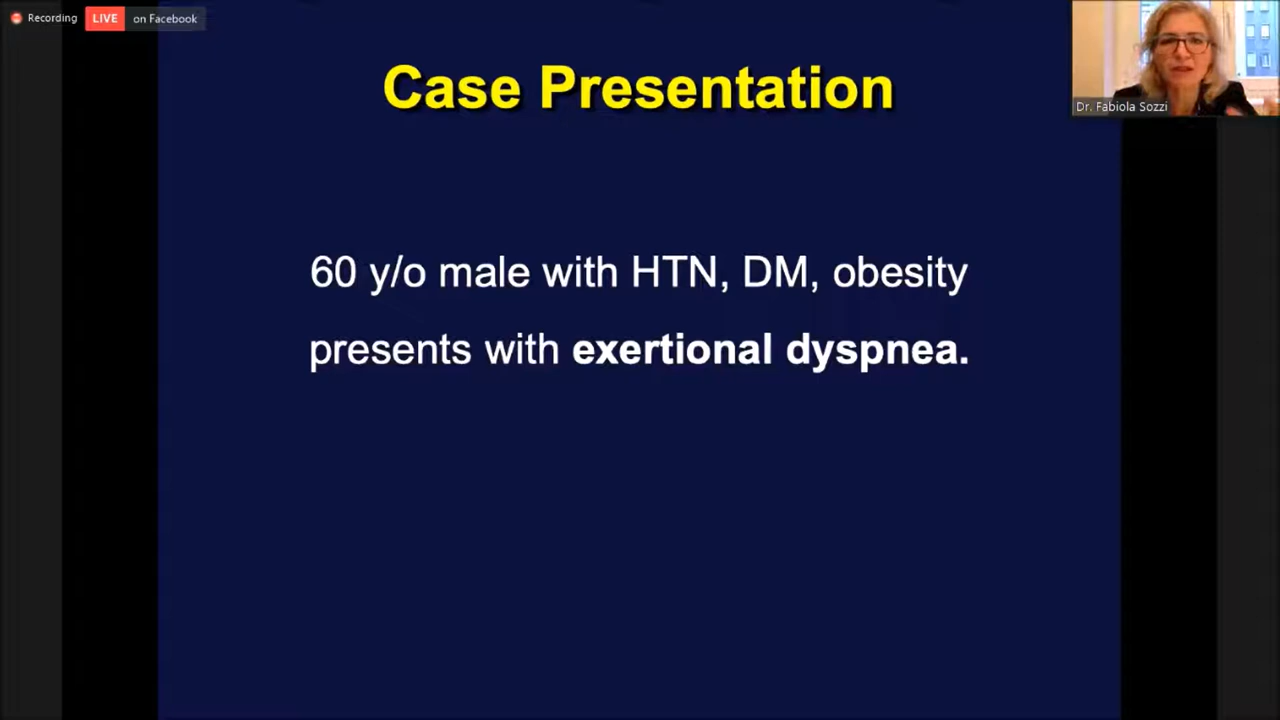 Recording
LIVE on Facebook
Case Presentation
Dr. Fabiola Sozzi
60 y/o male with HTN, DM, obesity
presents with exertional dyspnea.